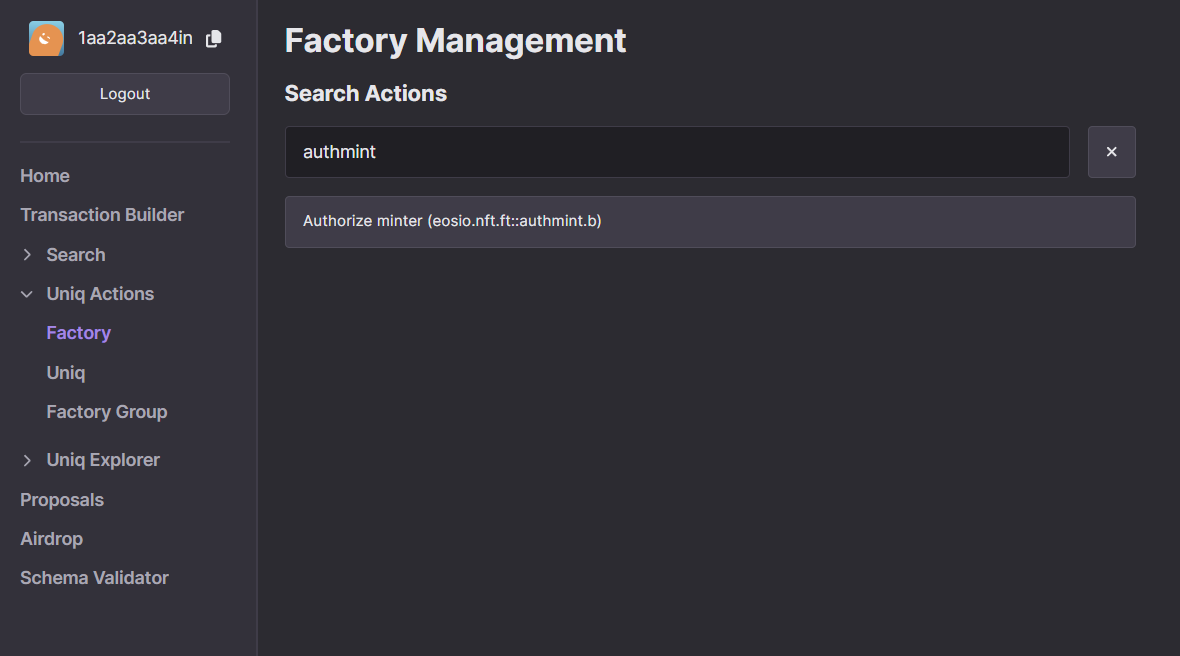 1aa2aa3aa4in
Logout
Home
Transaction Builder
Search
Uniq Actions
Factory
Uniq
Factory Group
Uniq Explorer
Proposals
Airdrop
Schema Validator
Factory Management
Search Actions
authmint
Authorize minter (eosio.nft.ft::authmint.b)